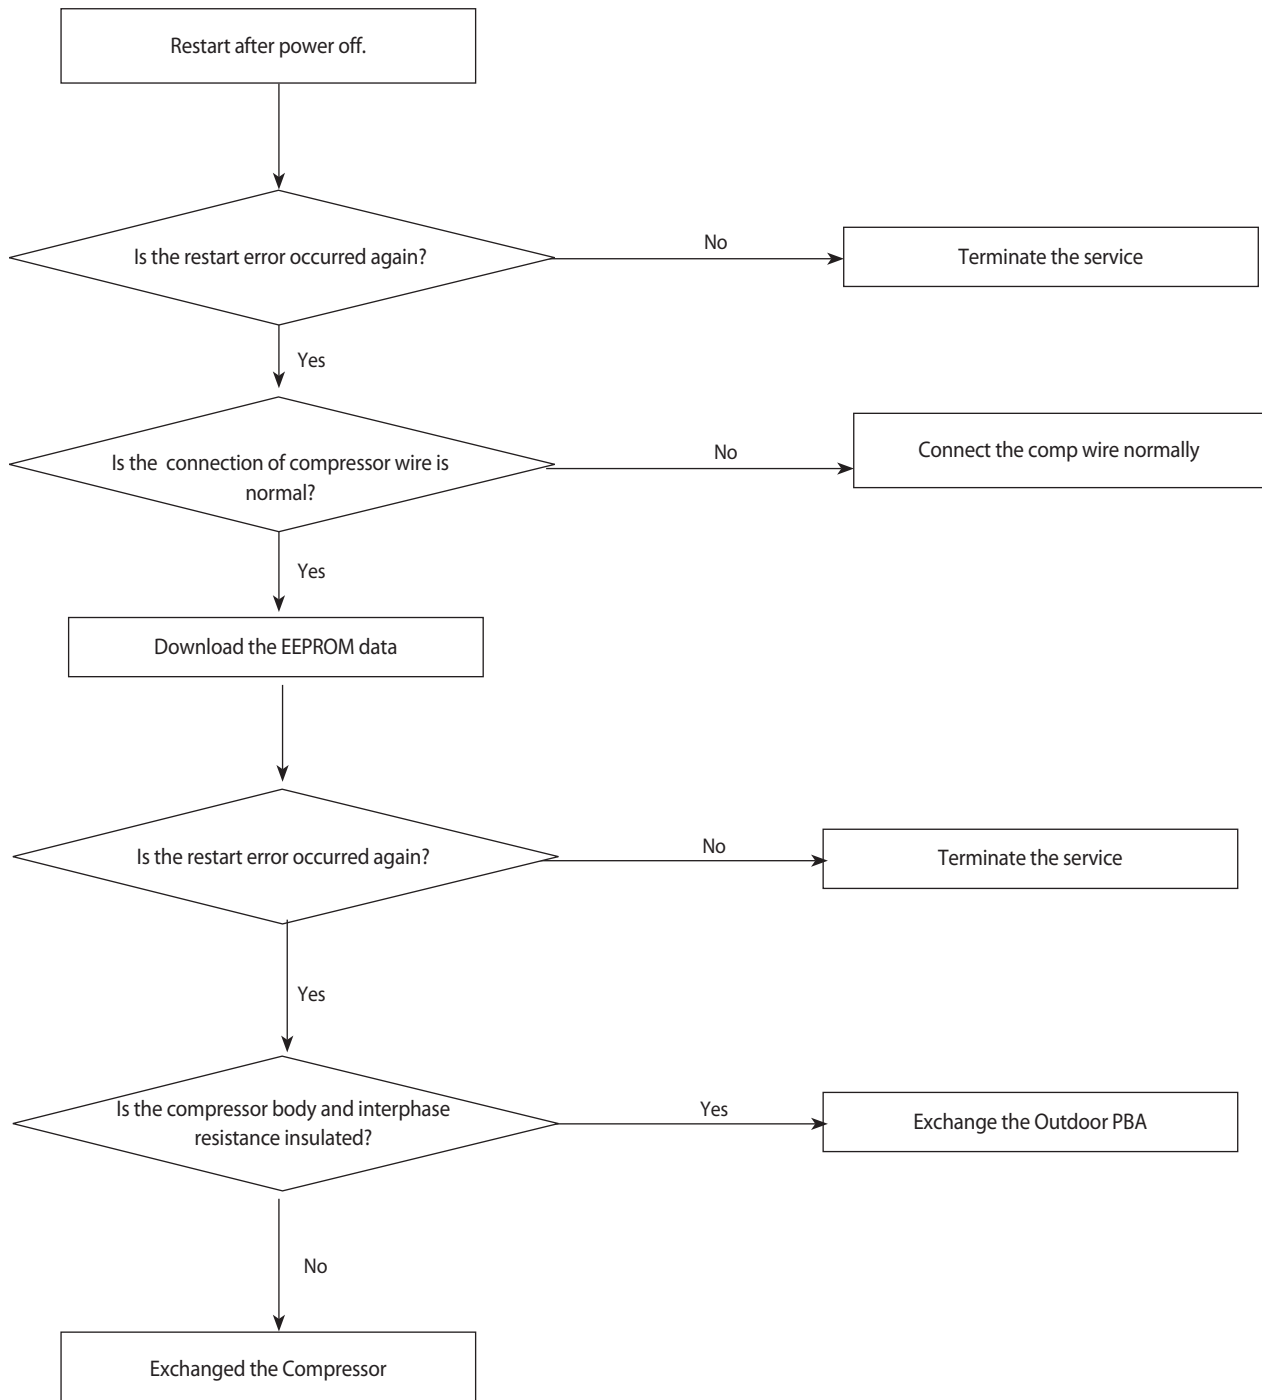 Restart after power off.
Is the restart error occurred again?
No
Terminate the service
Yes
Is the  connection of compressor wire is
normal?
No
Connect the comp wire normally
Yes
Download the EEPROM data
Is the restart error occurred again?
No
Terminate the service
Yes
Is the compressor body and interphase
resistance insulated?
Yes
Exchange the Outdoor PBA
No
Exchanged the Compressor